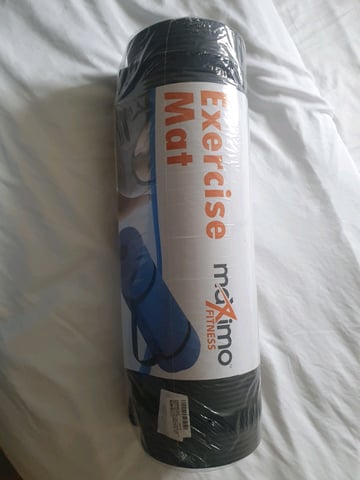 Exercise
Mat
maximo
FITNESS